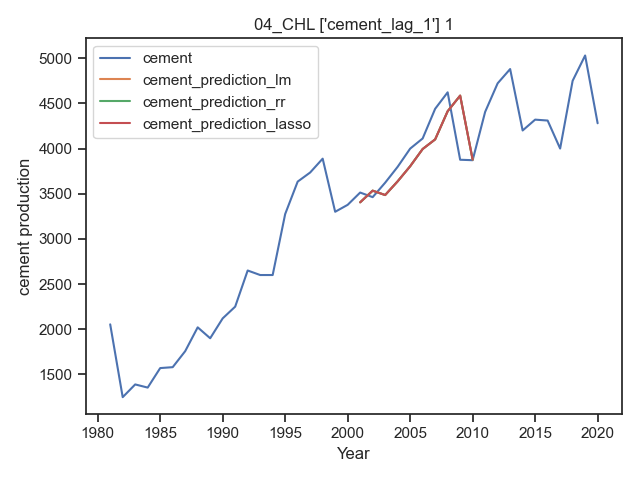 04_CHL ['cement_lag_1'] 1
cement
cement_prediction_lm
cement_prediction_rr
cement_prediction_lasso
cement production
5000
4500
4000
3500
3000
2500
2000
1500
1980 1985 1990 1995 2000 2005 2010 2015 2020
Year